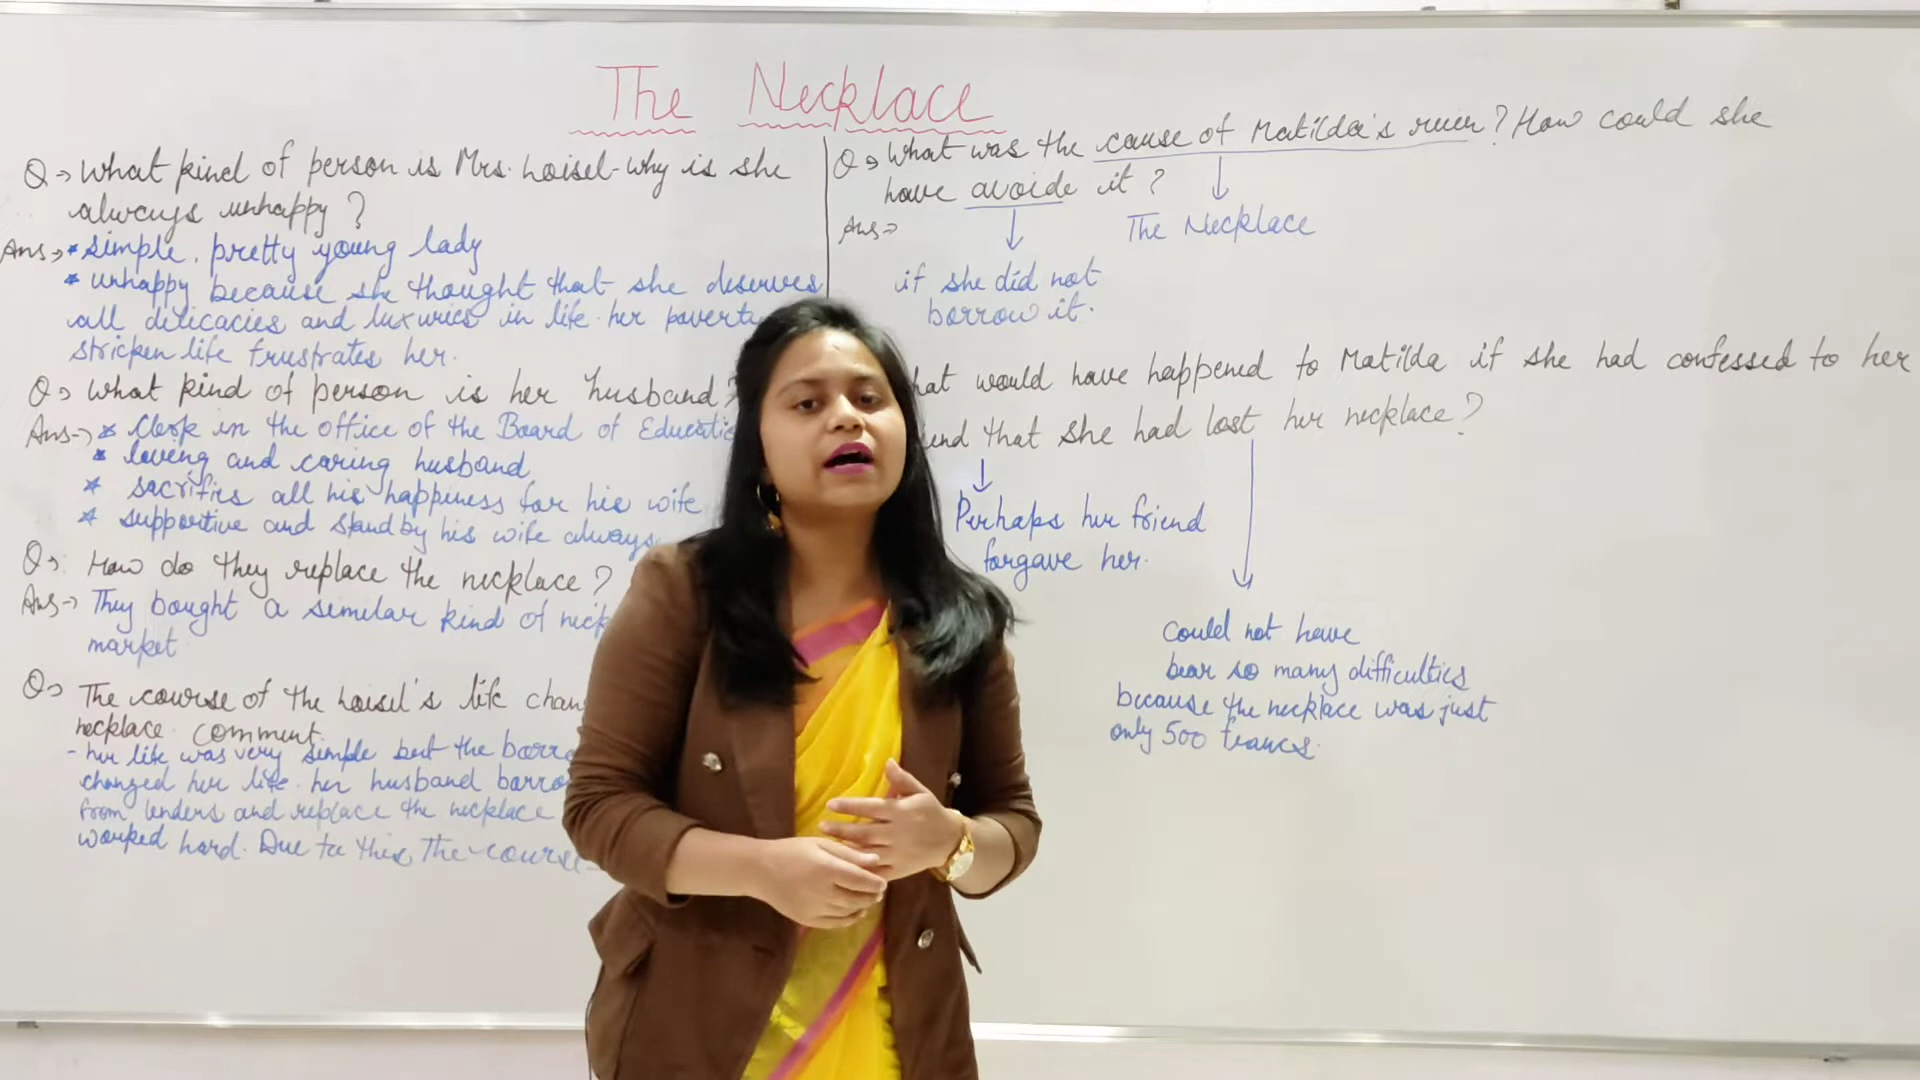 The Necklace
Q→ What kind of person is Mrs. Loisel-why is she
always unhappy?
Ans→ * simple, pretty young lady
* unhappy because she thought that she deserves
all delicacies and luxuries in life. her poverty
stricken life frustrates her.
Q→ What kind of person is her husband?
Ans→ * Clerk in the office of the Board of Educatio
* loving and caring husband
* sacrifies all his happiness for his wife
* supportive and stand by his wife always
Q→ How do they replace the necklace?
Ans→ They bought a similar kind of neck
market
Q→ The course of the Loisel's life chan
necklace. comment.
- her life was very simple but the borro
changed her life. her husband borro
from lenders and replace the necklace
worked hard. Due to this The course
Q→ What was the cause of Matilda's ruin? How could she
have avoide it?
Ans→
The Necklace
if she did not
borrow it.
hat would have happened to Matilda if she had confessed to her
end that she had lost her necklace?
Perhaps her friend
forgave her.
could not have
bear so many difficulties
because the necklace was just
only 500 francs.